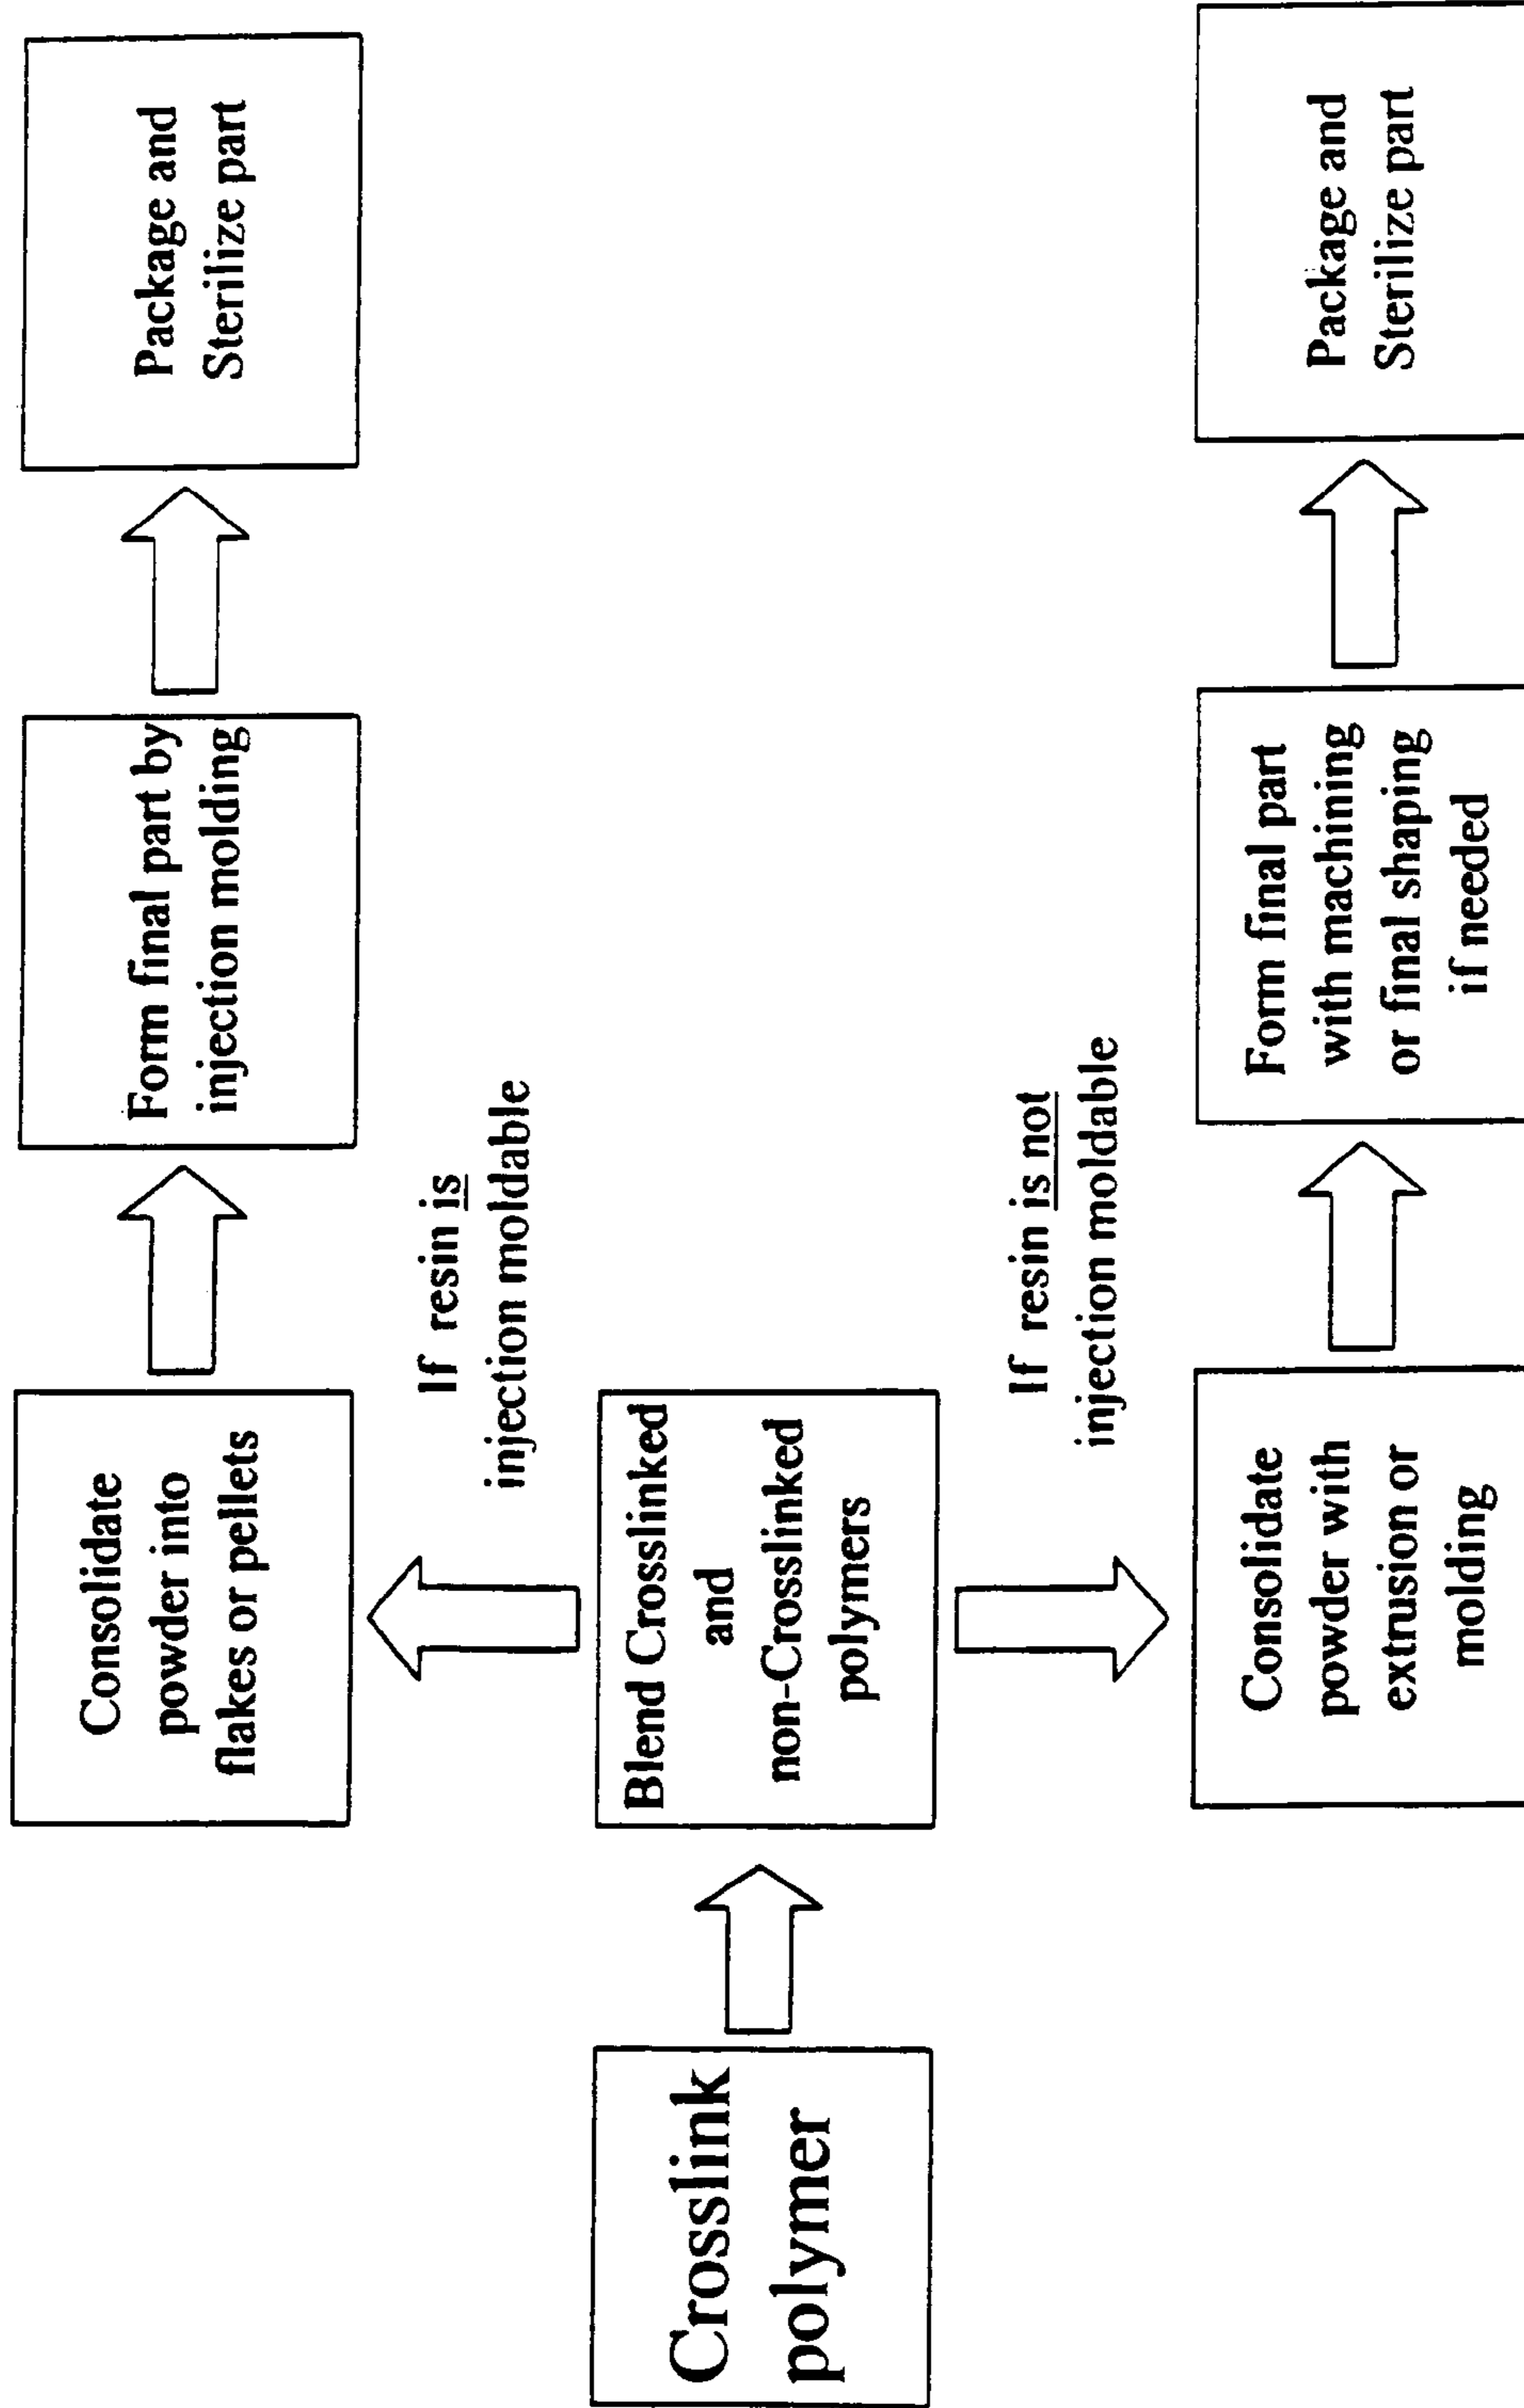 Crosslink
polymer
Blend Crosslinked
and
non-Crosslinked
polymers
If resin is
injection moldable
Consolidate
powder into
flakes or pellets
Form final part by
injection molding
Package and
Sterilize part
If resin is not
injection moldable
Consolidate
powder with
extrusion or
molding
Form final part
with machining
or final shaping
if needed
Package and
Sterilize part